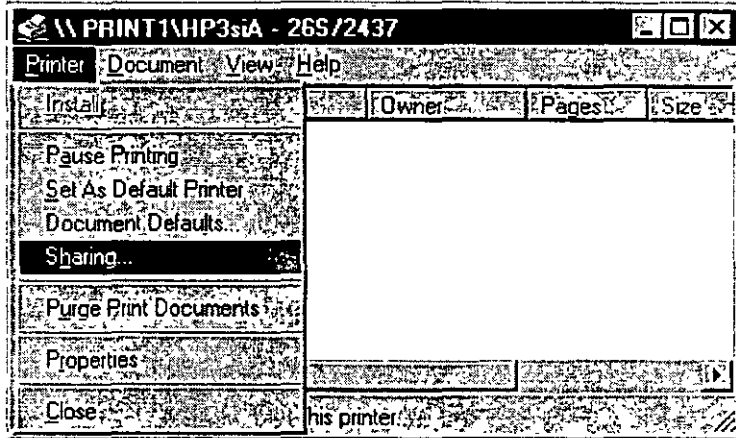 \\ PRINT1\HP3siA - 26S/2437
Printer Document View Help
Install
Owner Pages Size
Pause Printing
Set As Default Printer
Document Defaults...
Sharing...
Purge Print Documents
Properties
Close
his printer.